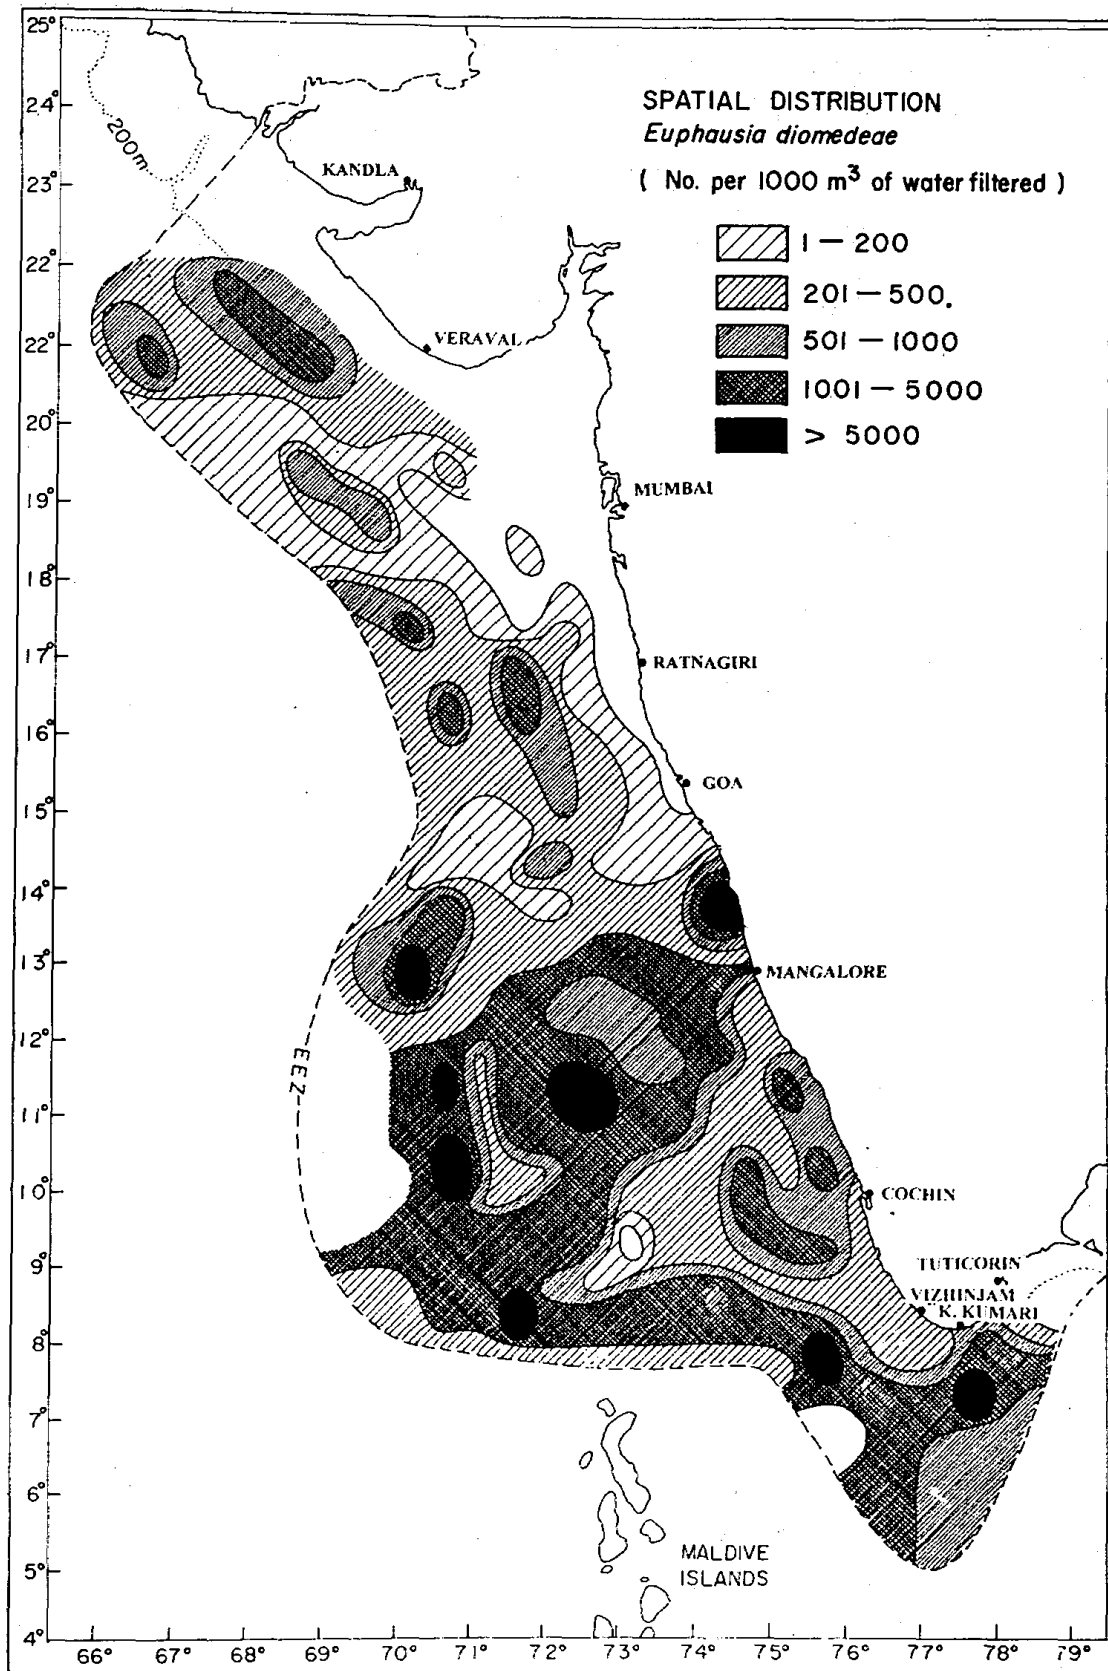 25°
24°
23°
22°
22°
20°
19°
18°
17°
16°
15°
14°
13°
12°
11°
10°
9°
8°
7°
6°
5°
4°
66°
67°
69°
70°
71°
72°
73°
74°
75°
76°
77°
78°
79°
SPATIAL DISTRIBUTION
Euphausia diomedeae
( No. per 1000 m³ of water filtered )
1 – 200
201 – 500.
501 – 1000
1001 – 5000
> 5000
200m
KANDLA
VERAVAL
MUMBAI
RATNAGIRI
GOA
MANGALORE
EEZ
COCHIN
TUTICORIN
VIZHINJAM
K. KUMARI
MALDIVE
ISLANDS